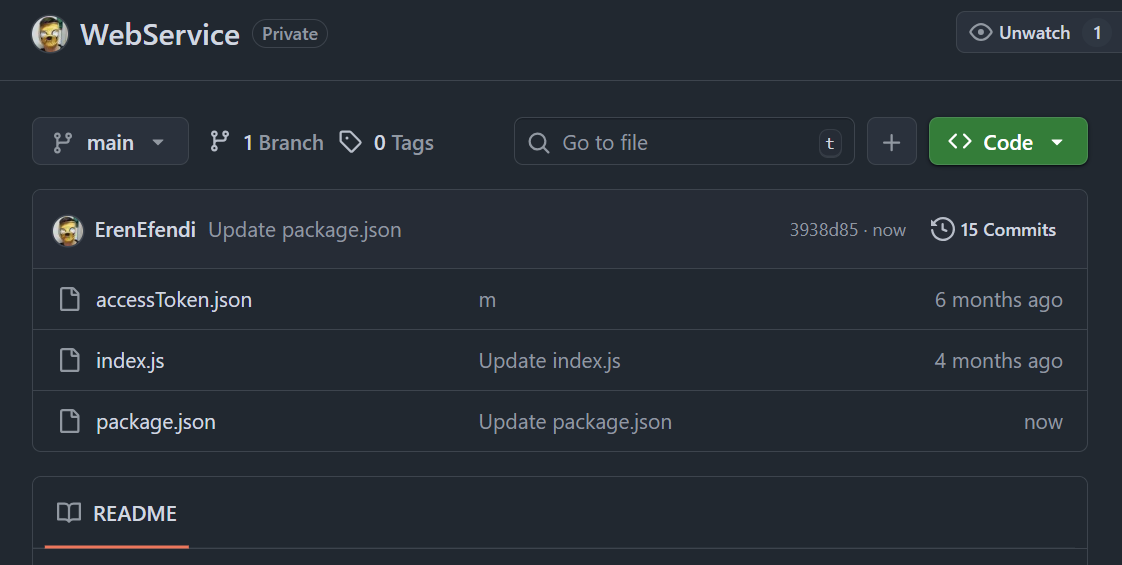 WebService Private Unwatch 1
main 1 Branch 0 Tags Go to file t Code
ErenEfendi Update package.json 3938d85 · now 15 Commits
accessToken.json m 6 months ago
index.js Update index.js 4 months ago
package.json Update package.json now
README